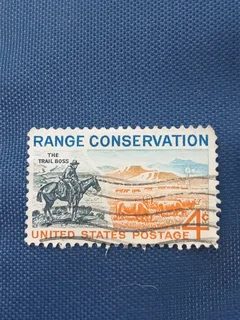 RANGE CONSERVATION
THE
TRAIL BOSS
4¢
UNITED STATES POSTAGE